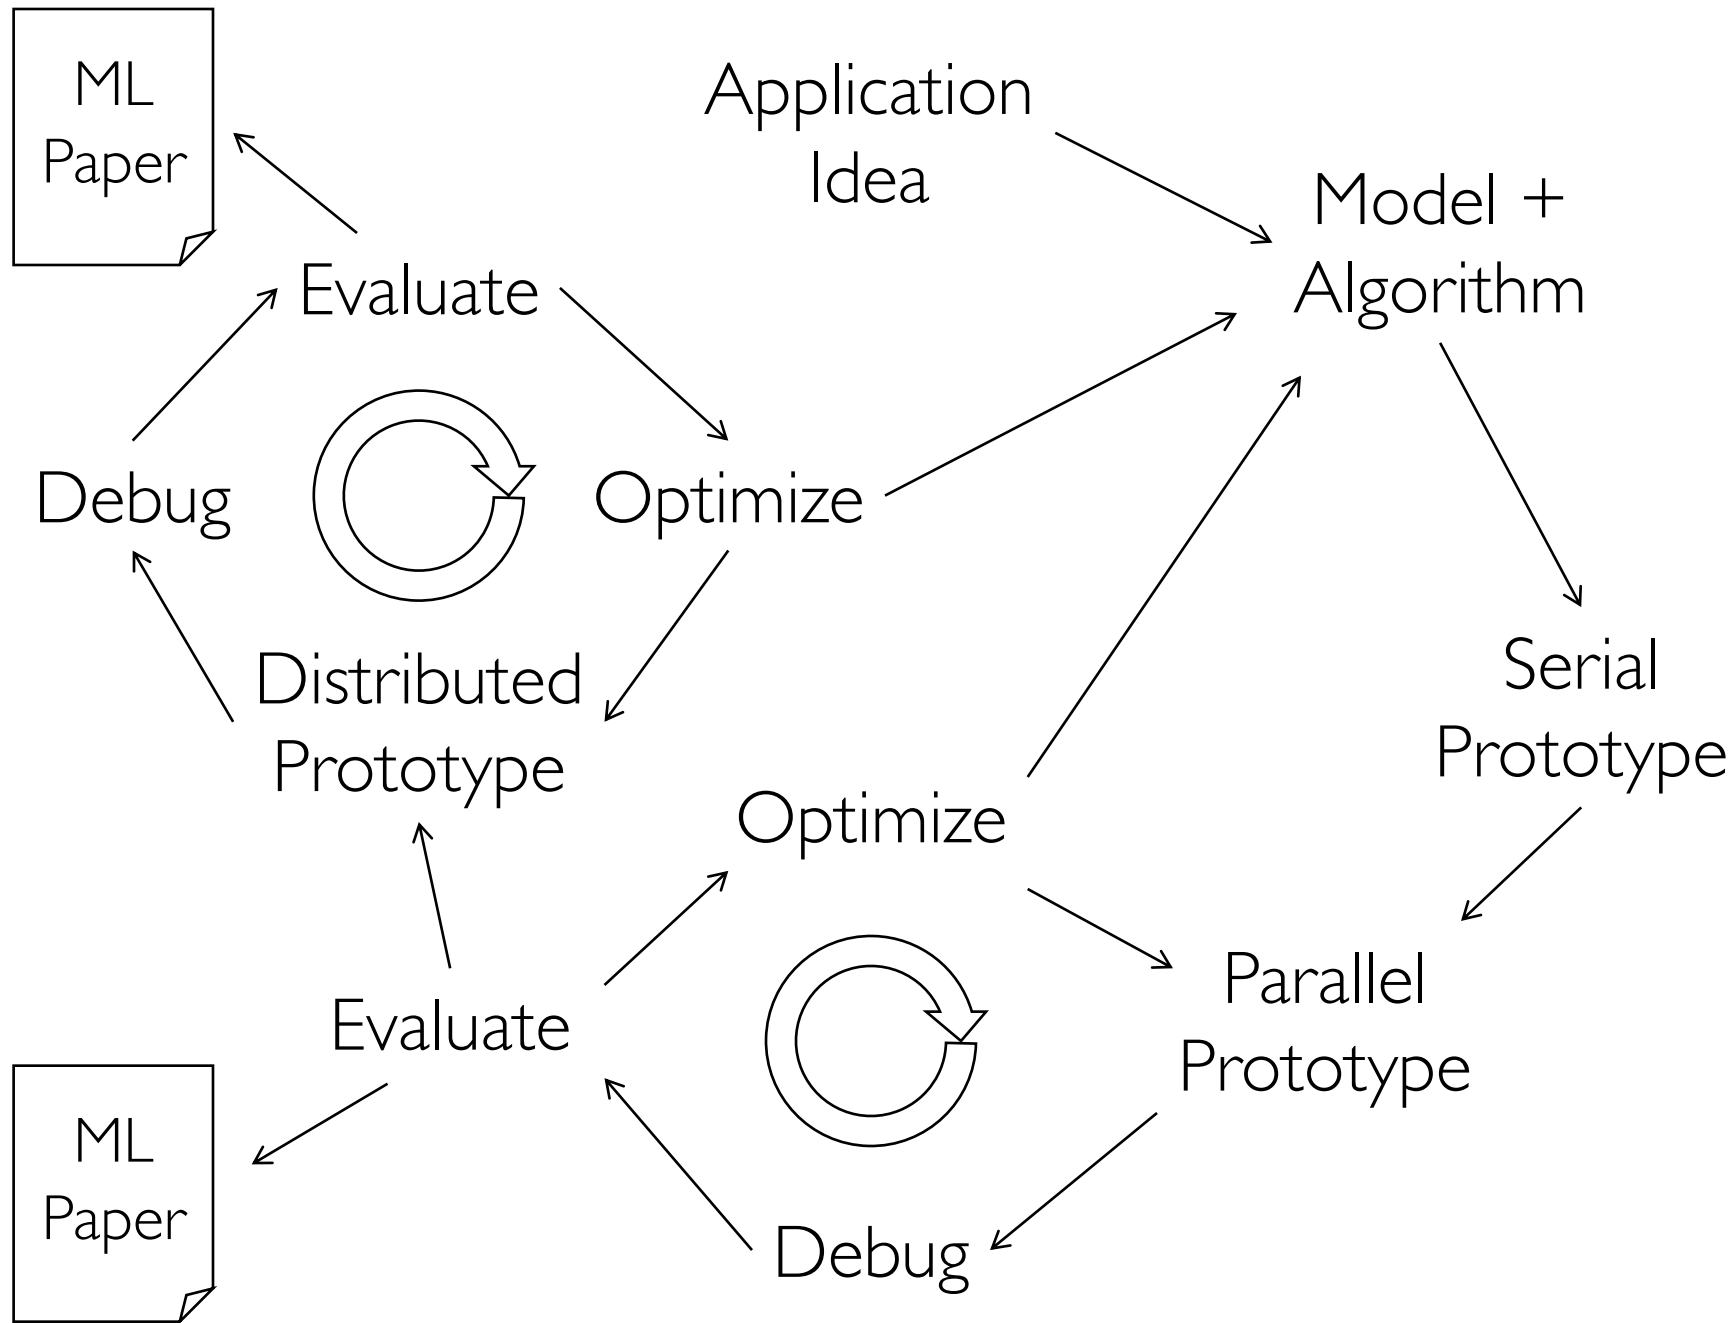 ML
Paper
Application
Idea
Model +
Algorithm
Evaluate
Debug
Optimize
Distributed
Prototype
Serial
Prototype
Optimize
Parallel
Prototype
Evaluate
ML
Paper
Debug